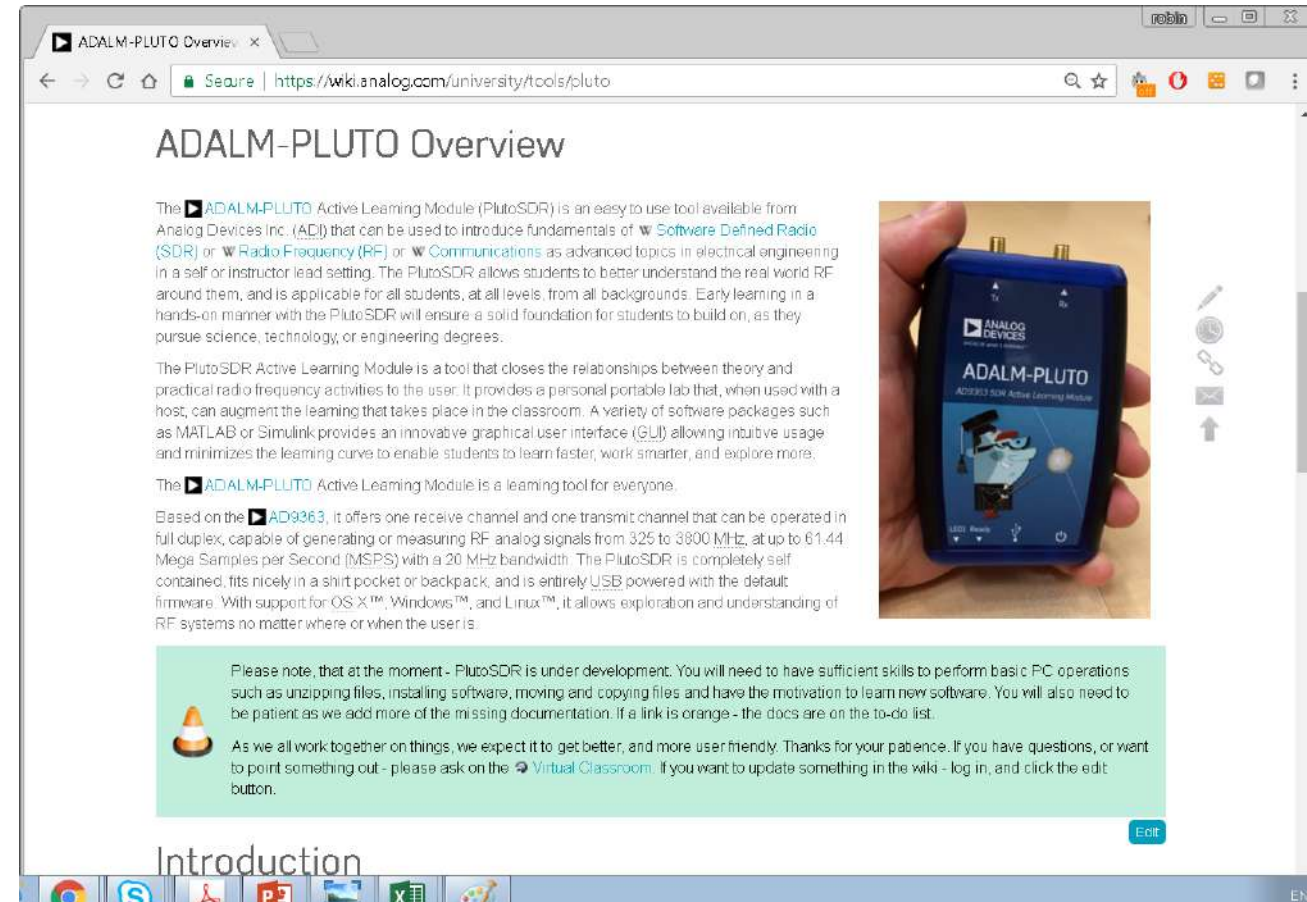 robin
ADALM-PLUTO Overview
Secure | https://wiki.analog.com/university/tools/pluto
off
ADALM-PLUTO Overview
The ADALM-PLUTO Active Learning Module (PlutoSDR) is an easy to use tool available from
Analog Devices Inc. (ADI) that can be used to introduce fundamentals of W Software Defined Radio
(SDR) or W Radio Frequency (RF) or W Communications as advanced topics in electrical engineering
in a self or instructor lead setting. The PlutoSDR allows students to better understand the real world RF
around them, and is applicable for all students, at all levels, from all backgrounds. Early learning in a
hands-on manner with the PlutoSDR will ensure a solid foundation for students to build on, as they
pursue science, technology, or engineering degrees.
The PlutoSDR Active Learning Module is a tool that closes the relationships between theory and
practical radio frequency activities to the user. It provides a personal portable lab that, when used with a
host, can augment the learning that takes place in the classroom. A variety of software packages such
as MATLAB or Simulink provides an innovative graphical user interface (GUI) allowing intuitive usage
and minimizes the learning curve to enable students to learn faster, work smarter, and explore more.
The ADALM-PLUTO Active Learning Module is a learning tool for everyone.
Based on the AD9363, it offers one receive channel and one transmit channel that can be operated in
full duplex, capable of generating or measuring RF analog signals from 325 to 3800 MHz, at up to 61.44
Mega Samples per Second (MSPS) with a 20 MHz bandwidth. The PlutoSDR is completely self
contained, fits nicely in a shirt pocket or backpack, and is entirely USB powered with the default
firmware. With support for OS X™, Windows™, and Linux™, it allows exploration and understanding of
RF systems no matter where or when the user is.
Tx Rx
ANALOG
DEVICES
ADALM-PLUTO
AD9363 SDR Active Learning Module
LED1 Ready
Please note, that at the moment - PlutoSDR is under development. You will need to have sufficient skills to perform basic PC operations
such as unzipping files, installing software, moving and copying files and have the motivation to learn new software. You will also need to
be patient as we add more of the missing documentation. If a link is orange - the docs are on the to-do list.
As we all work together on things, we expect it to get better, and more user friendly. Thanks for your patience. If you have questions, or want
to point something out - please ask on the Virtual Classroom. If you want to update something in the wiki - log in, and click the edit
button.
Edit
Introduction
EN